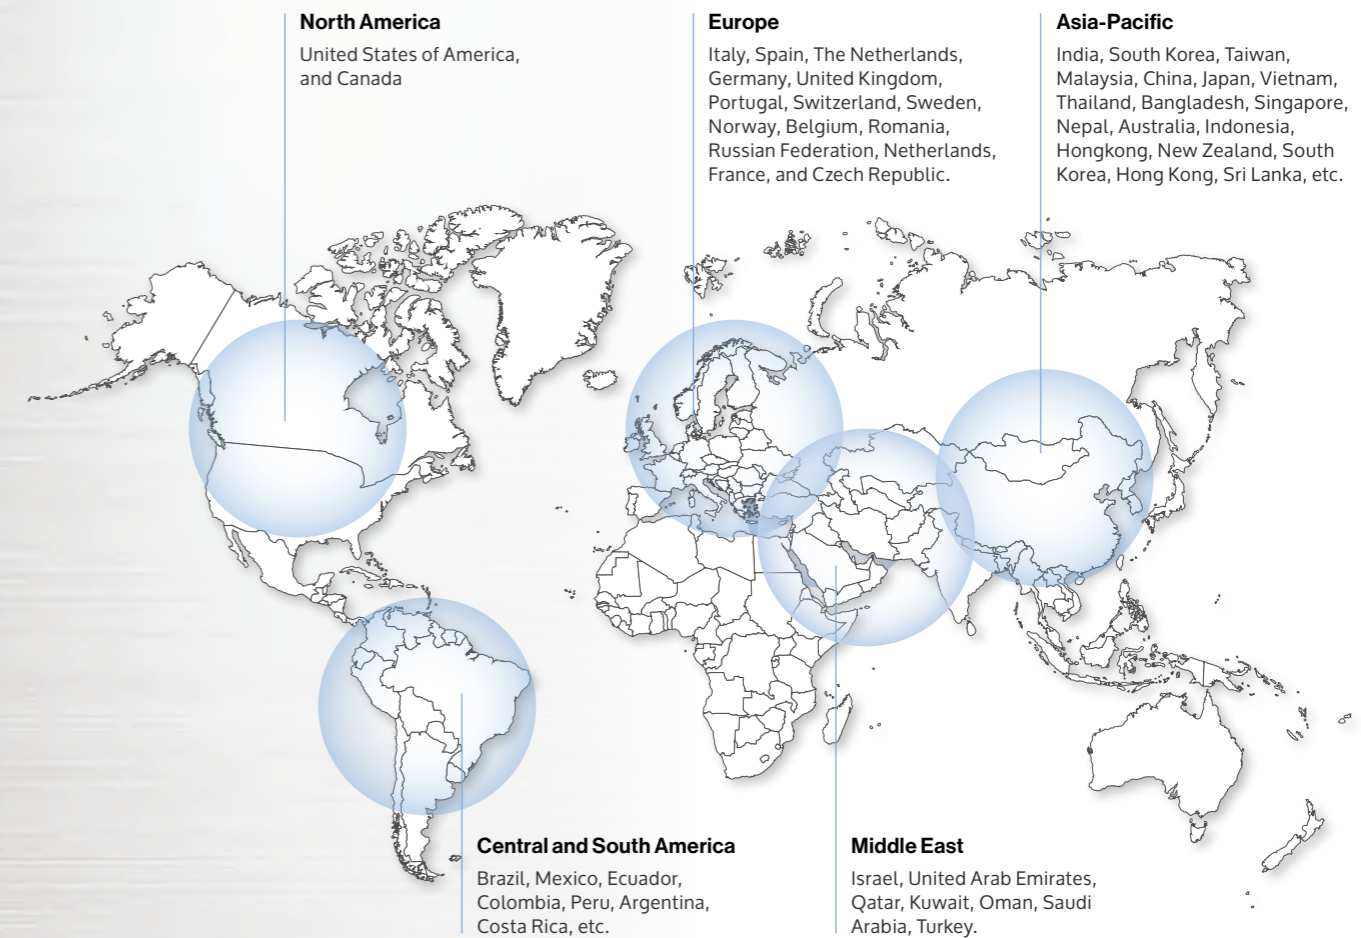 North America
United States of America,
and Canada
Europe
Italy, Spain, The Netherlands,
Germany, United Kingdom,
Portugal, Switzerland, Sweden,
Norway, Belgium, Romania,
Russian Federation, Netherlands,
France, and Czech Republic.
Asia-Pacific
India, South Korea, Taiwan,
Malaysia, China, Japan, Vietnam,
Thailand, Bangladesh, Singapore,
Nepal, Australia, Indonesia,
Hongkong, New Zealand, South
Korea, Hong Kong, Sri Lanka, etc.
Central and South America
Brazil, Mexico, Ecuador,
Colombia, Peru, Argentina,
Costa Rica, etc.
Middle East
Israel, United Arab Emirates,
Qatar, Kuwait, Oman, Saudi
Arabia, Turkey.